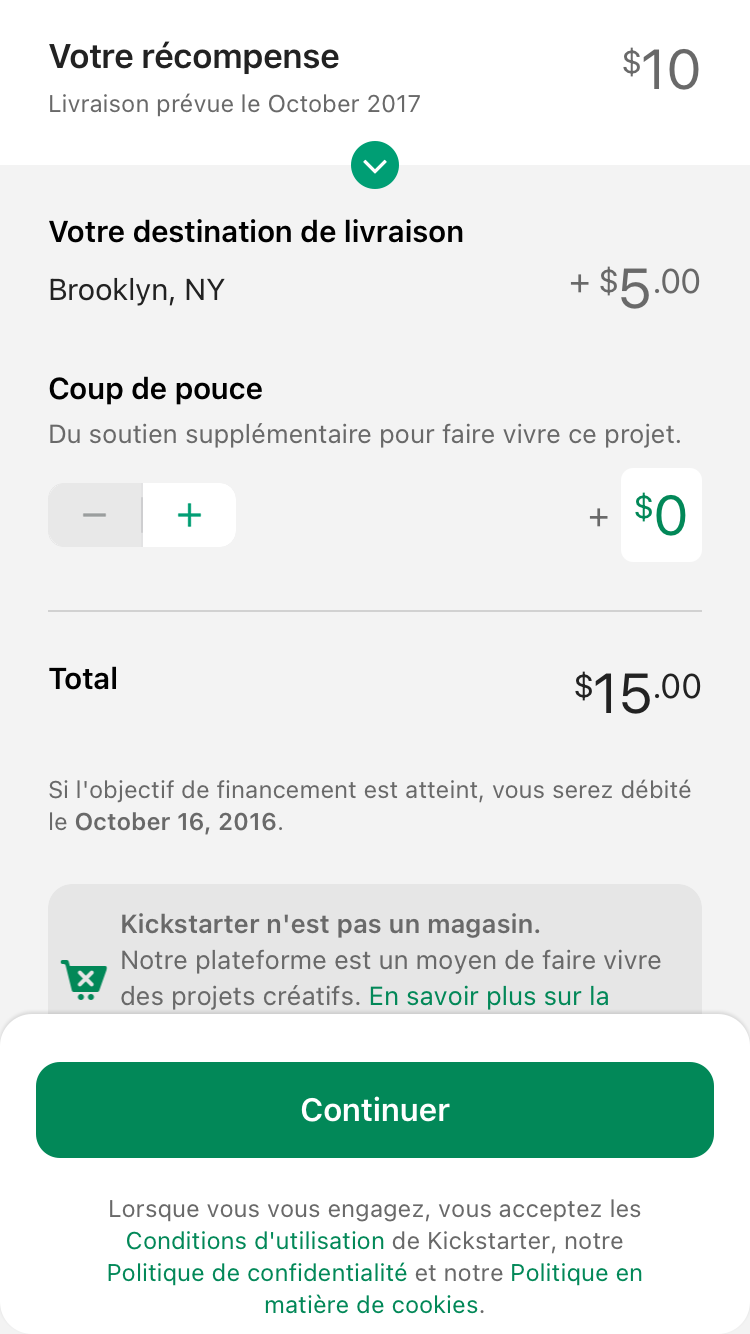 Votre récompense
$10
Livraison prévue le October 2017
Votre destination de livraison
Brooklyn, NY
+ $5.00
Coup de pouce
Du soutien supplémentaire pour faire vivre ce projet.
− +
+ $0
Total
$15.00
Si l'objectif de financement est atteint, vous serez débité
le October 16, 2016.
Kickstarter n'est pas un magasin.
Notre plateforme est un moyen de faire vivre
des projets créatifs. En savoir plus sur la
Continuer
Lorsque vous vous engagez, vous acceptez les
Conditions d'utilisation de Kickstarter, notre
Politique de confidentialité et notre Politique en
matière de cookies.